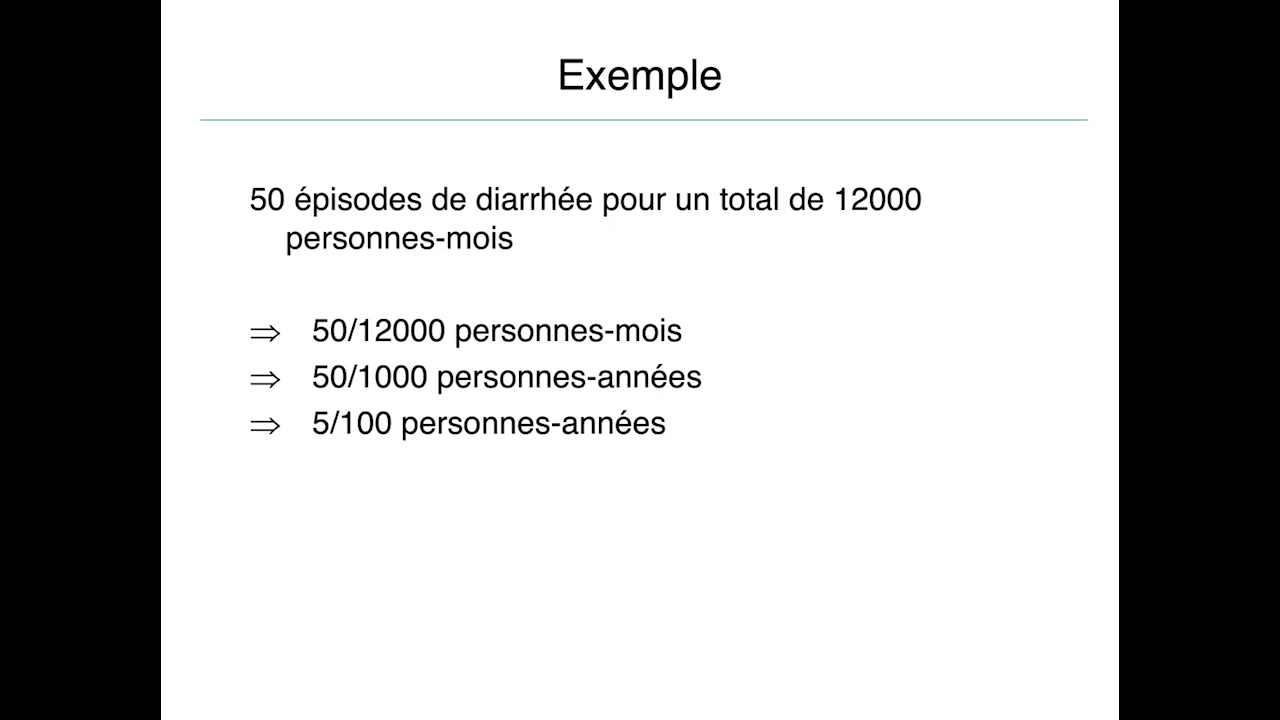 Exemple
50 épisodes de diarrhée pour un total de 12000
personnes-mois
⇒ 50/12000 personnes-mois
⇒ 50/1000 personnes-années
⇒ 5/100 personnes-années